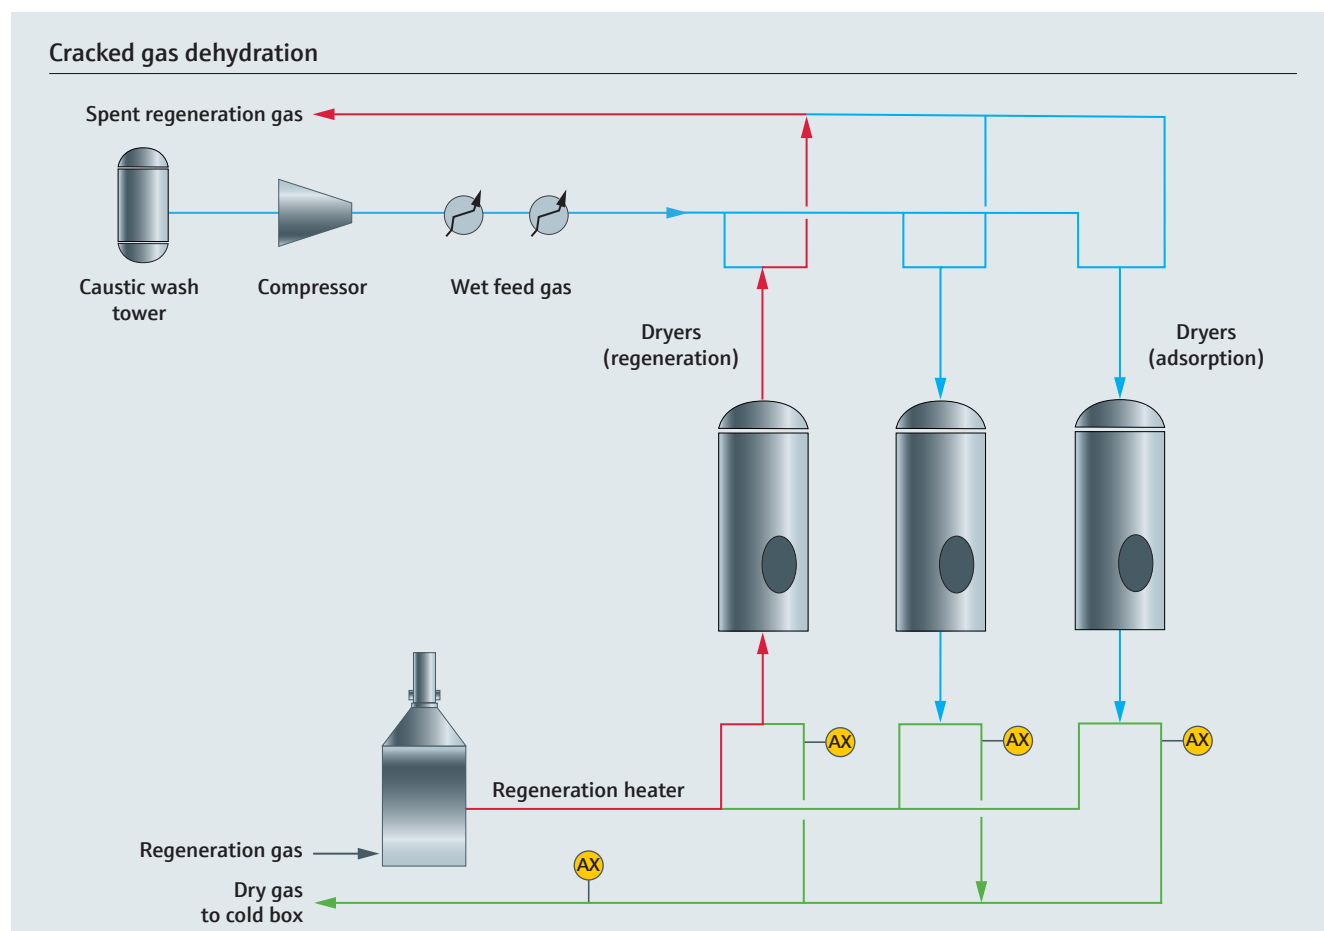 Cracked gas dehydration
Spent regeneration gas
Caustic wash
tower
Compressor
Wet feed gas
Dryers
(regeneration)
Dryers
(adsorption)
AX
AX
AX
Regeneration heater
Regeneration gas
AX
Dry gas
to cold box